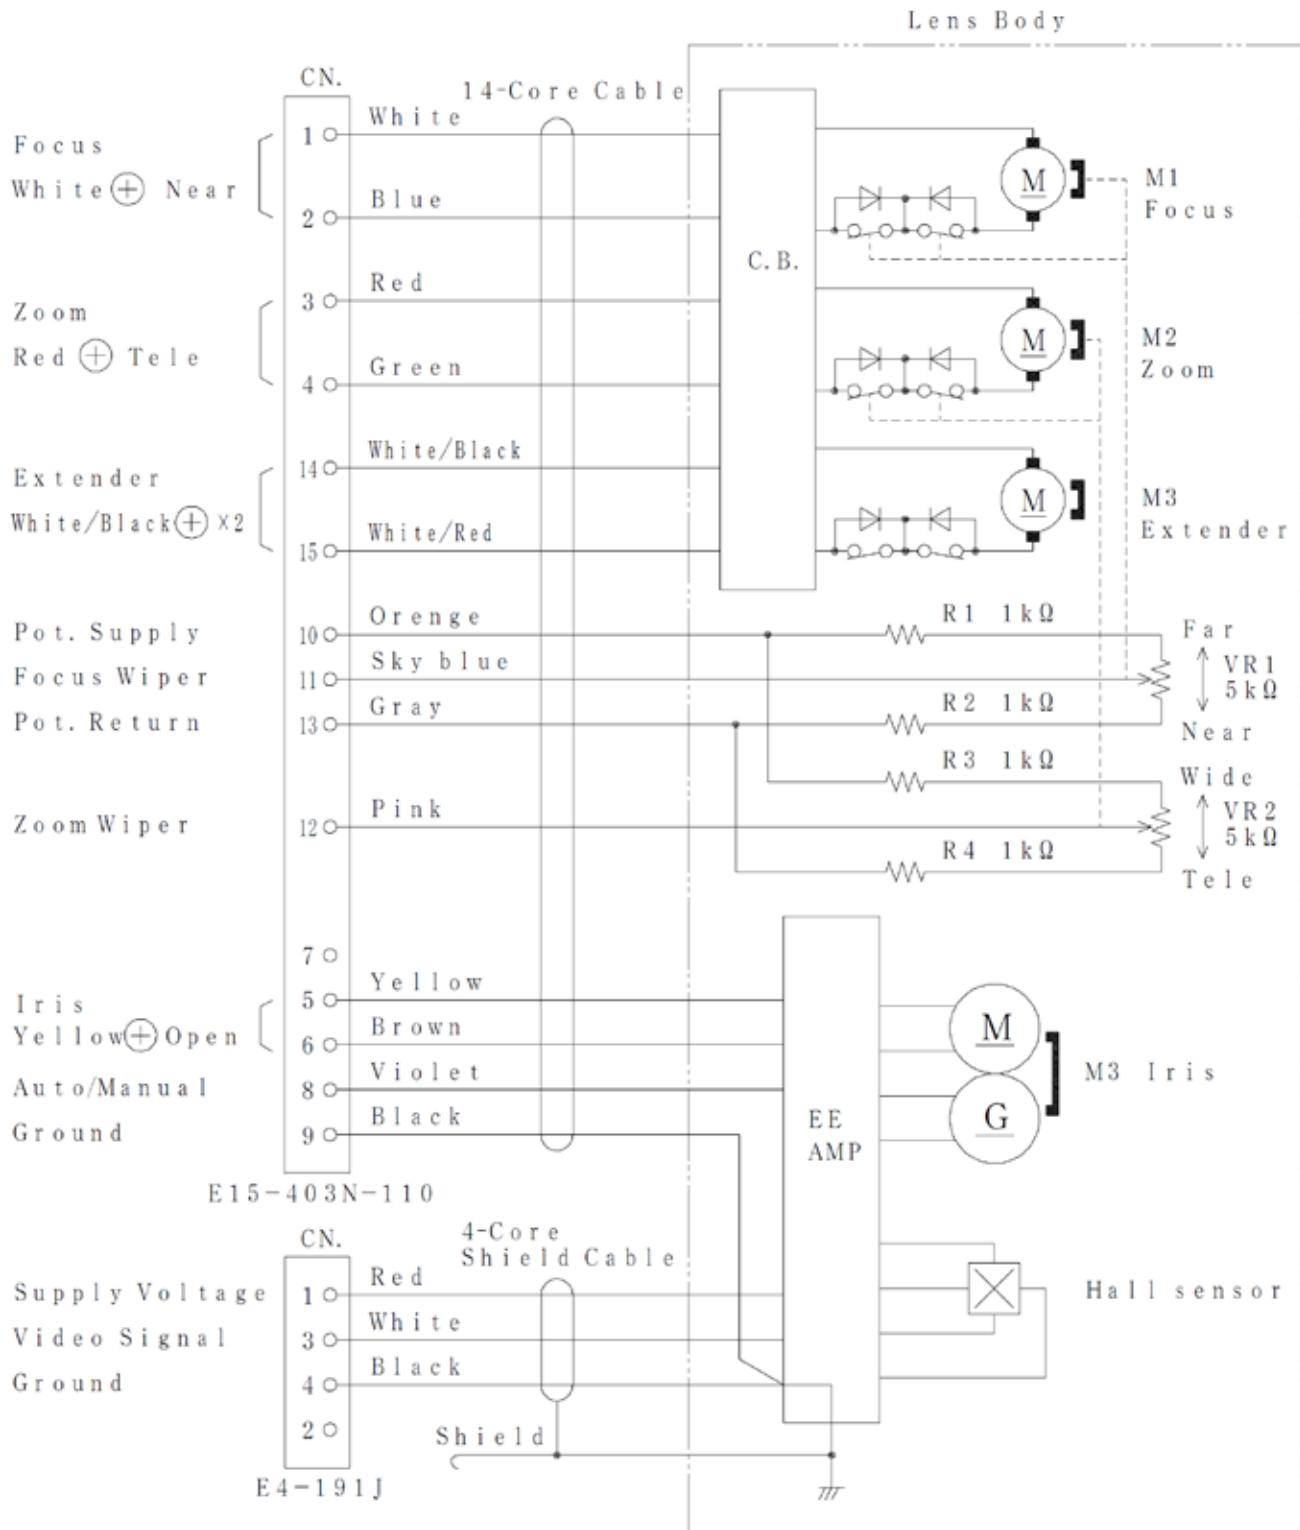 Lens Body
CN.
14-Core Cable
Focus
White⊕ Near
1
White
2
Blue
C.B.
M
M1
Focus
Zoom
Red⊕ Tele
3
Red
4
Green
M
M2
Zoom
Extender
White/Black⊕×2
14
White/Black
15
White/Red
M
M3
Extender
Pot. Supply
10
Orenge
R1 1kΩ
Far
Focus Wiper
11
Sky blue
VR1
5kΩ
Pot. Return
13
Gray
R2 1kΩ
Near
R3 1kΩ
Wide
Zoom Wiper
12
Pink
VR2
5kΩ
R4 1kΩ
Tele
7
Iris
Yellow⊕Open
5
Yellow
6
Brown
Auto/Manual
8
Violet
Ground
9
Black
EE
AMP
M
G
M3 Iris
E15-403N-110
CN.
4-Core
Shield Cable
Supply Voltage
1
Red
Video Signal
3
White
Ground
4
Black
2
Hall sensor
Shield
E4-191J